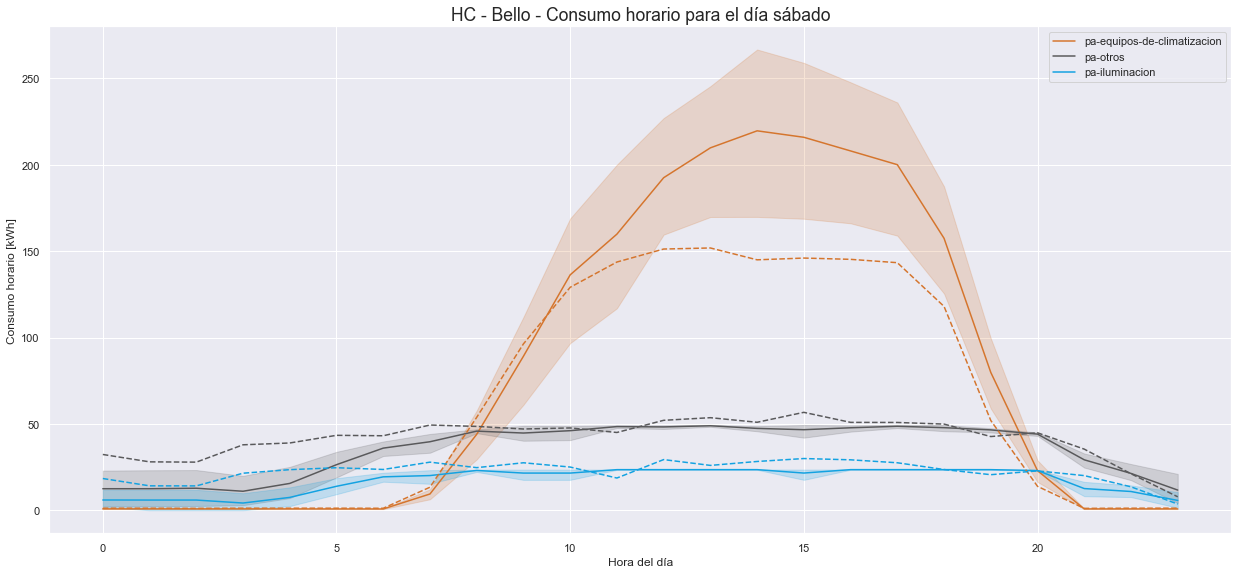 HC - Bello - Consumo horario para el día sábado
pa-equipos-de-climatizacion
pa-otros
pa-iluminacion
Consumo horario [kWh]
250
200
150
100
50
0
0 5 10 15 20
Hora del día